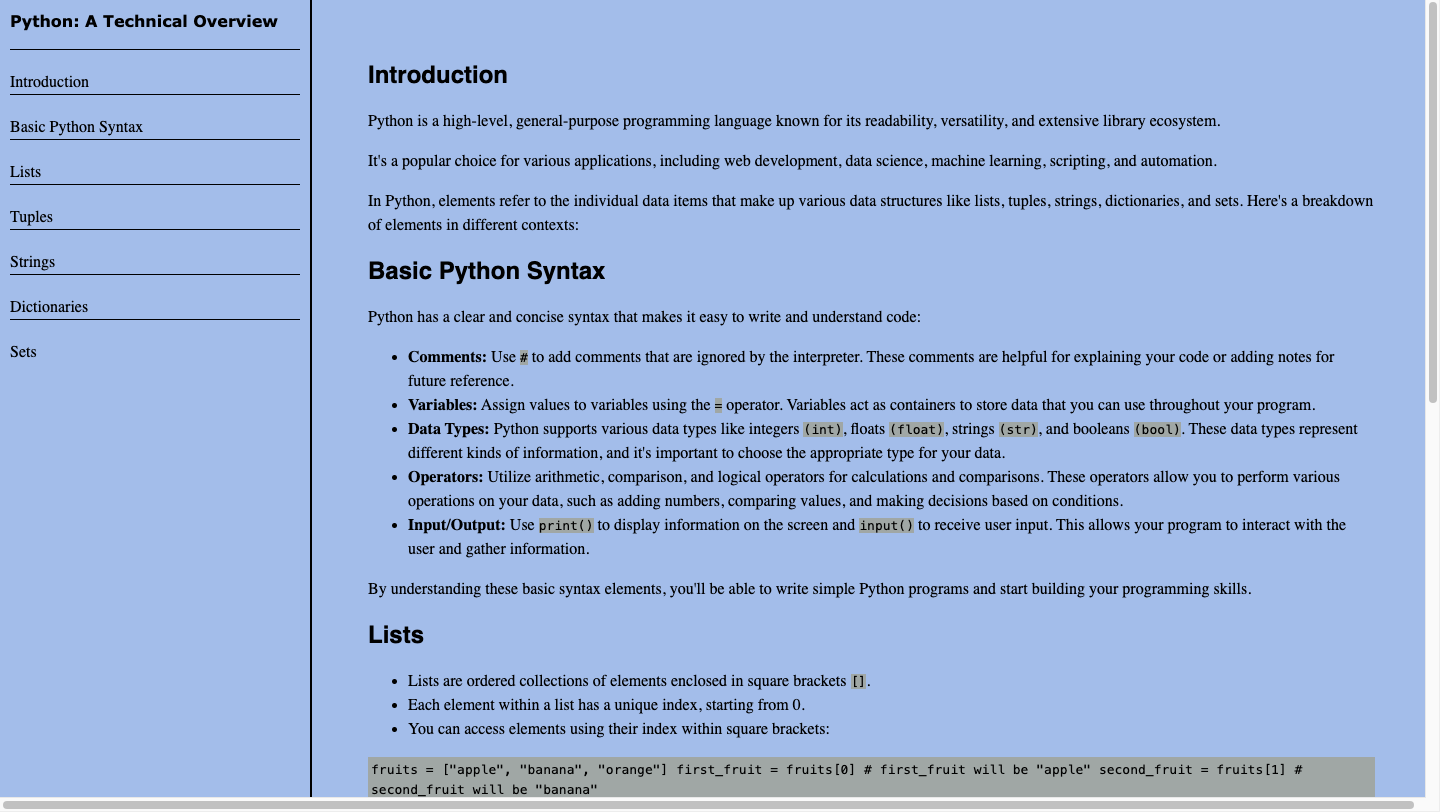 Python: A Technical Overview
Introduction
Basic Python Syntax
Lists
Tuples
Strings
Dictionaries
Sets
Introduction
Python is a high-level, general-purpose programming language known for its readability, versatility, and extensive library ecosystem.
It's a popular choice for various applications, including web development, data science, machine learning, scripting, and automation.
In Python, elements refer to the individual data items that make up various data structures like lists, tuples, strings, dictionaries, and sets. Here's a breakdown
of elements in different contexts:
Basic Python Syntax
Python has a clear and concise syntax that makes it easy to write and understand code:
• Comments: Use # to add comments that are ignored by the interpreter. These comments are helpful for explaining your code or adding notes for
future reference.
• Variables: Assign values to variables using the = operator. Variables act as containers to store data that you can use throughout your program.
• Data Types: Python supports various data types like integers (int), floats (float), strings (str), and booleans (bool). These data types represent
different kinds of information, and it's important to choose the appropriate type for your data.
• Operators: Utilize arithmetic, comparison, and logical operators for calculations and comparisons. These operators allow you to perform various
operations on your data, such as adding numbers, comparing values, and making decisions based on conditions.
• Input/Output: Use print() to display information on the screen and input() to receive user input. This allows your program to interact with the
user and gather information.
By understanding these basic syntax elements, you'll be able to write simple Python programs and start building your programming skills.
Lists
• Lists are ordered collections of elements enclosed in square brackets [].
• Each element within a list has a unique index, starting from 0.
• You can access elements using their index within square brackets:
fruits = ["apple", "banana", "orange"] first_fruit = fruits[0] # first_fruit will be "apple" second_fruit = fruits[1] #
second_fruit will be "banana"